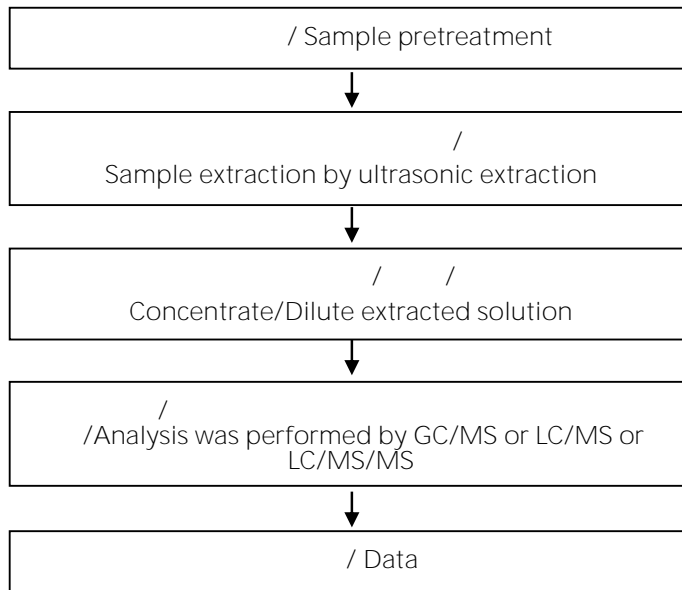 / Sample pretreatment
/
Sample extraction by ultrasonic extraction
/ /
Concentrate/Dilute extracted solution
/
/Analysis was performed by GC/MS or LC/MS or
LC/MS/MS
/ Data